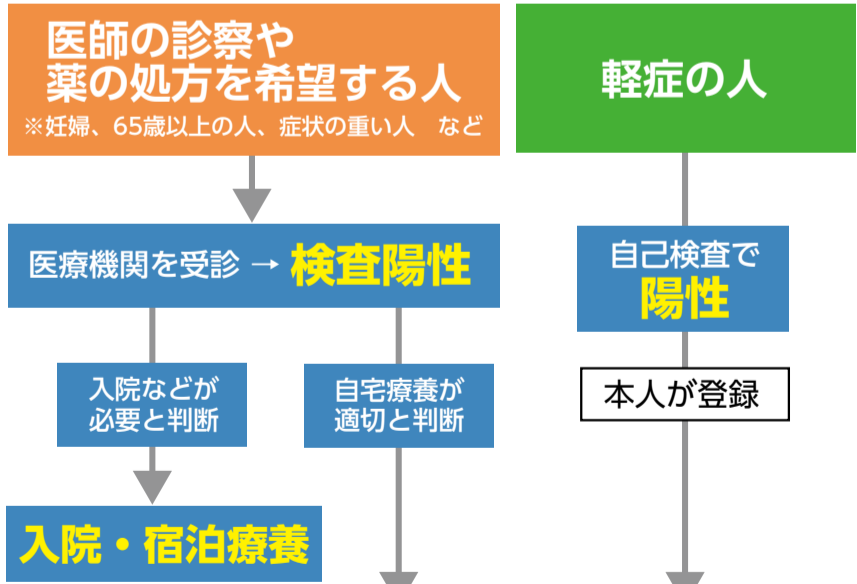 医師の診察や
薬の処方を希望する人
※妊婦、65歳以上の人、症状の重い人　など
軽症の人
医療機関を受診 → 検査陽性
自己検査で
陽性
入院などが
必要と判断
自宅療養が
適切と判断
本人が登録
入院・宿泊療養